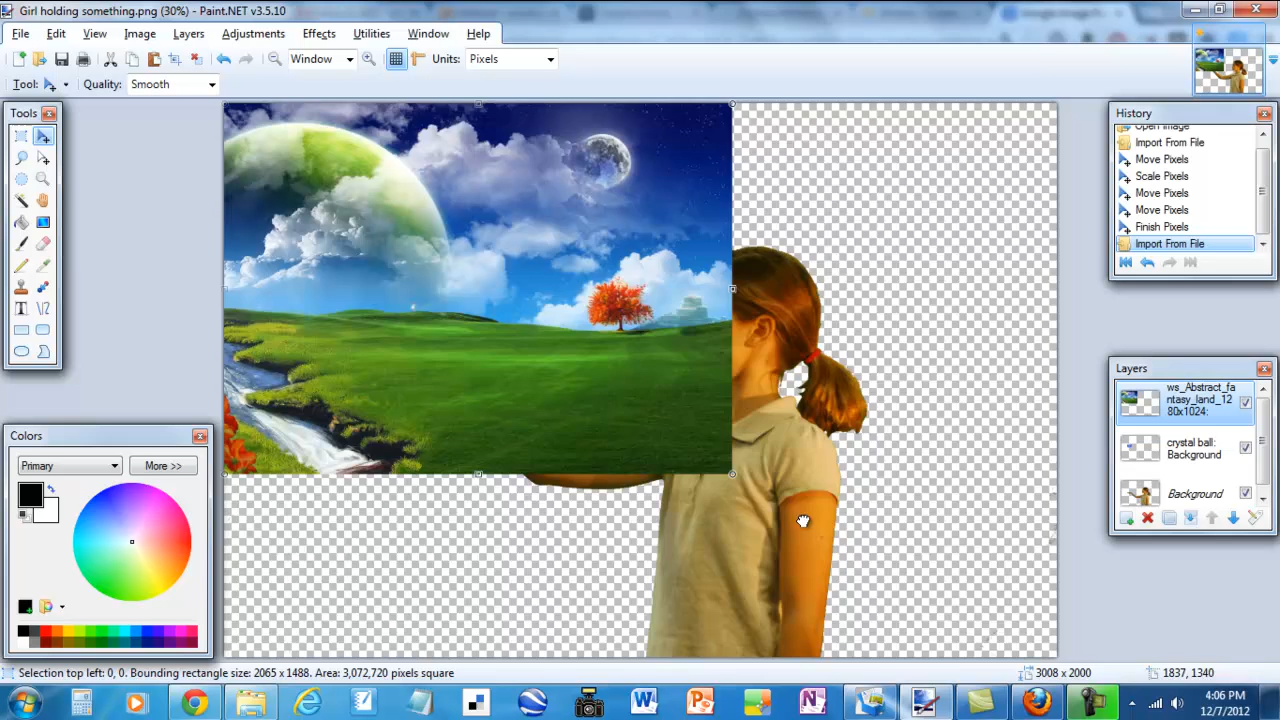 Girl holding something.png (30%) - Paint.NET v3.5.10
File Edit View Image Layers Adjustments Effects Utilities Window Help
Window Units: Pixels
Tool: Quality: Smooth
Tools
History
Open Image
Import From File
Move Pixels
Scale Pixels
Move Pixels
Move Pixels
Finish Pixels
Import From File
Layers
ws_Abstract_fa
ntasy_land_12
80x1024:
crystal ball:
Background
Background
Colors
Primary More >>
Selection top left: 0, 0. Bounding rectangle size: 2065 x 1488. Area: 3,072,720 pixels square 3008 x 2000 1837, 1340
4:06 PM
12/7/2012